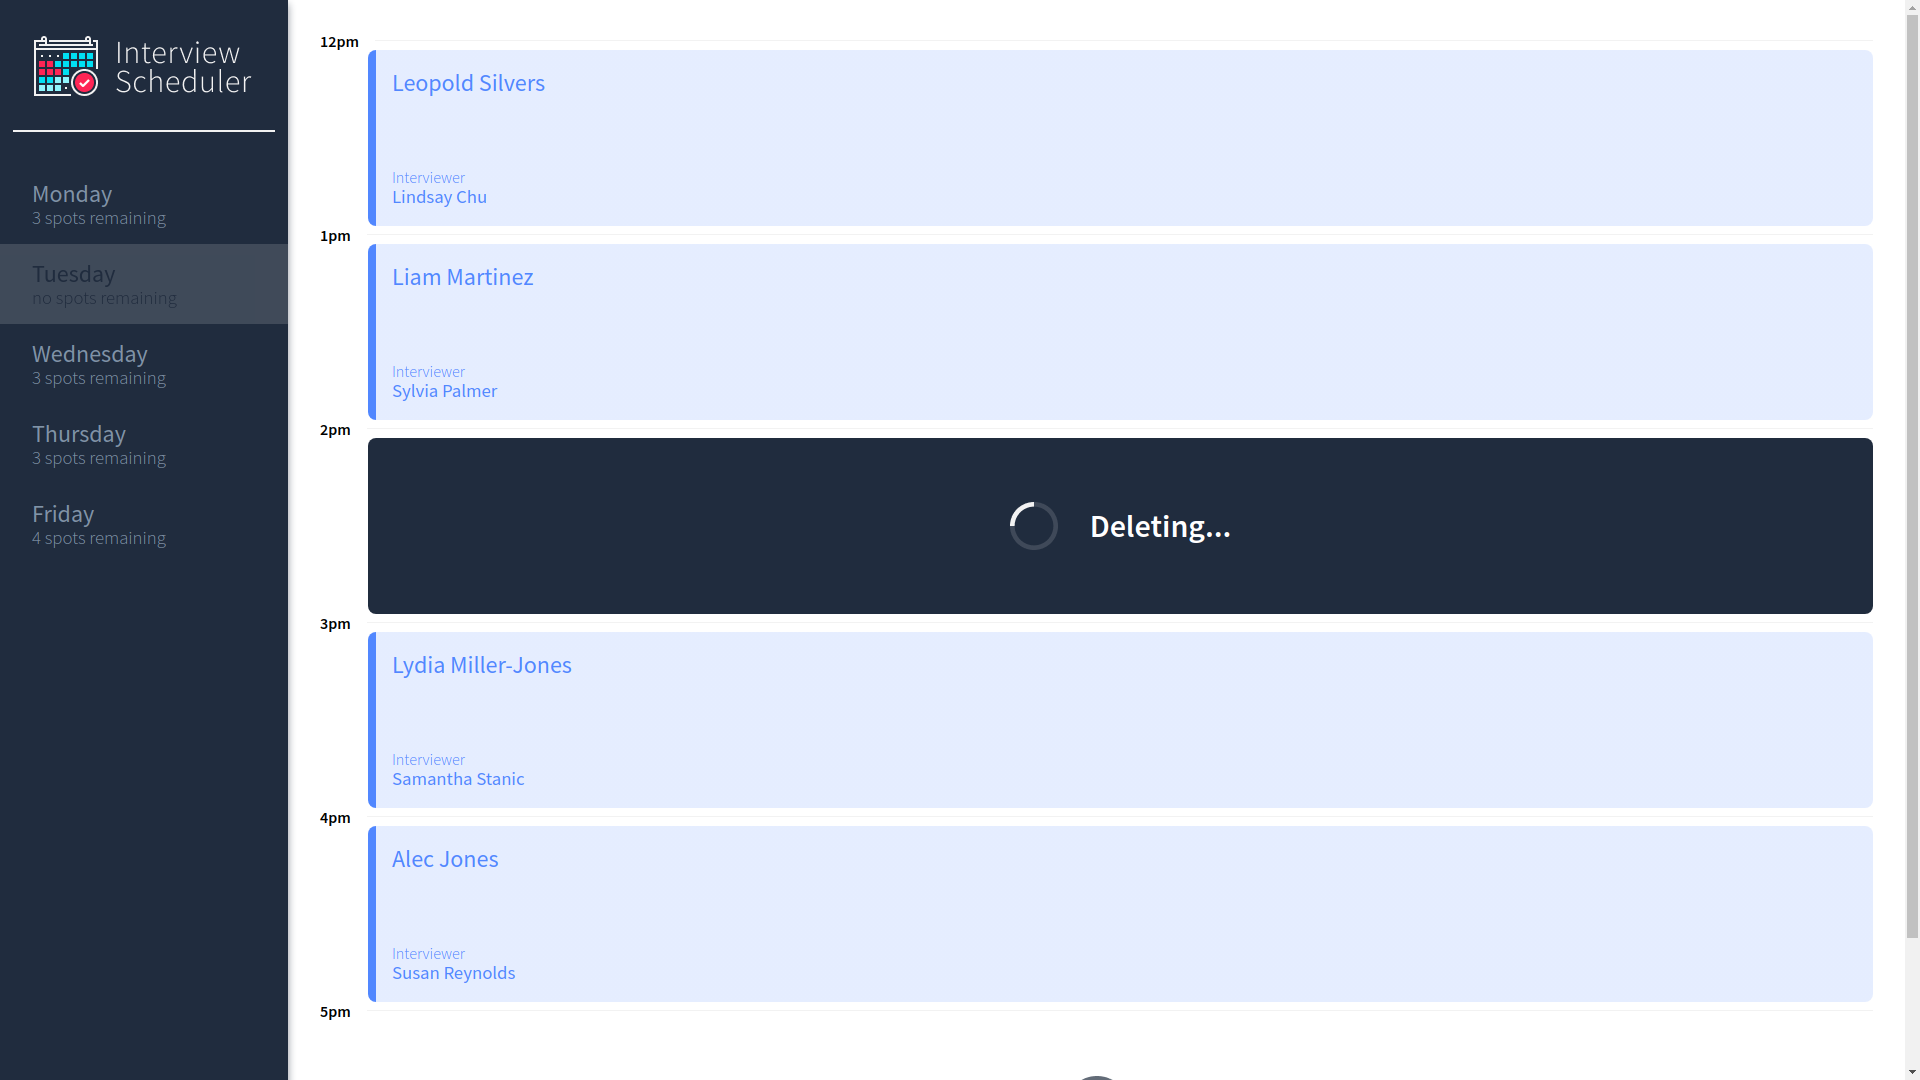 Interview
Scheduler
Monday
3 spots remaining
Tuesday
no spots remaining
Wednesday
3 spots remaining
Thursday
3 spots remaining
Friday
4 spots remaining
12pm
Leopold Silvers
Interviewer
Lindsay Chu
1pm
Liam Martinez
Interviewer
Sylvia Palmer
2pm
Deleting...
3pm
Lydia Miller-Jones
Interviewer
Samantha Stanic
4pm
Alec Jones
Interviewer
Susan Reynolds
5pm